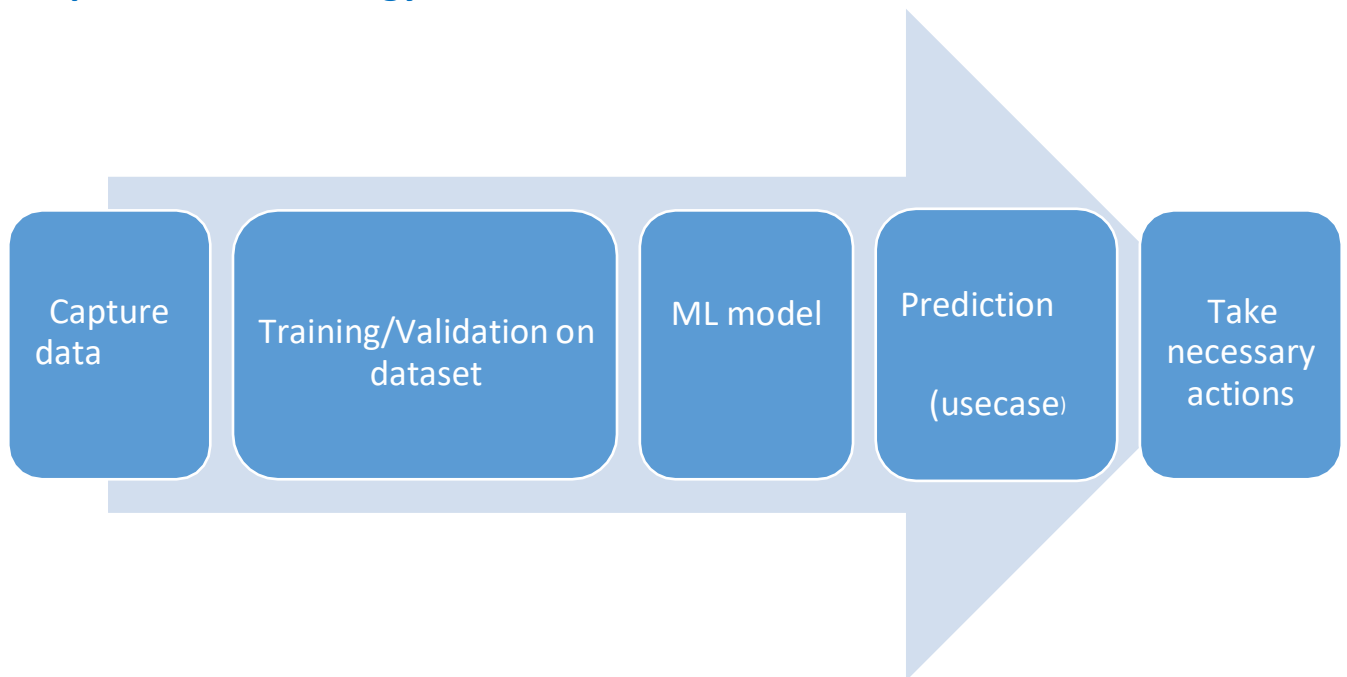 Capture
data
Training/Validation on
dataset
ML model
Prediction
(usecase)
Take
necessary
actions